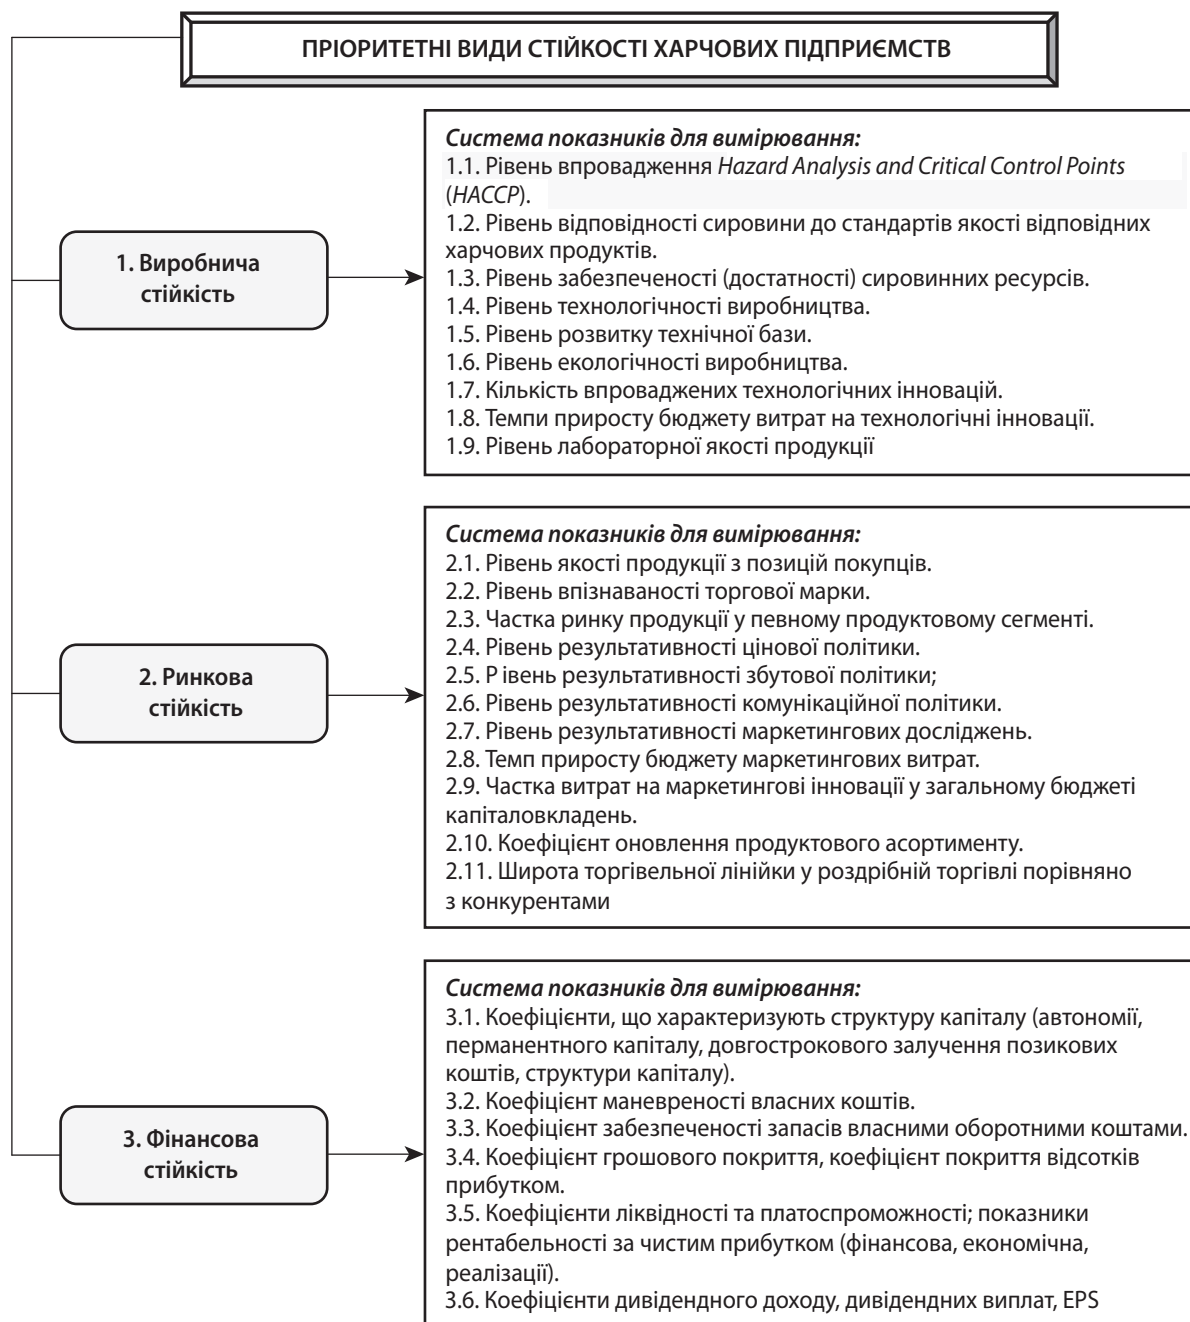 ПРІОРИТЕТНІ ВИДИ СТІЙКОСТІ ХАРЧОВИХ ПІДПРИЄМСТВ
1. Виробнича
стійкість
Система показників для вимірювання:
1.1. Рівень впровадження Hazard Analysis and Critical Control Points
(HACCP).
1.2. Рівень відповідності сировини до стандартів якості відповідних
харчових продуктів.
1.3. Рівень забезпеченості (достатності) сировинних ресурсів.
1.4. Рівень технологічності виробництва.
1.5. Рівень розвитку технічної бази.
1.6. Рівень екологічності виробництва.
1.7. Кількість впроваджених технологічних інновацій.
1.8. Темпи приросту бюджету витрат на технологічні інновації.
1.9. Рівень лабораторної якості продукції
2. Ринкова
стійкість
Система показників для вимірювання:
2.1. Рівень якості продукції з позицій покупців.
2.2. Рівень впізнаваності торгової марки.
2.3. Частка ринку продукції у певному продуктовому сегменті.
2.4. Рівень результативності цінової політики.
2.5. Р івень результативності збутової політики;
2.6. Рівень результативності комунікаційної політики.
2.7. Рівень результативності маркетингових досліджень.
2.8. Темп приросту бюджету маркетингових витрат.
2.9. Частка витрат на маркетингові інновації у загальному бюджеті
капіталовкладень.
2.10. Коефіцієнт оновлення продуктового асортименту.
2.11. Широта торгівельної лінійки у роздрібній торгівлі порівняно
з конкурентами
3. Фінансова
стійкість
Система показників для вимірювання:
3.1. Коефіцієнти, що характеризують структуру капіталу (автономії,
перманентного капіталу, довгострокового залучення позикових
коштів, структури капіталу).
3.2. Коефіцієнт маневреності власних коштів.
3.3. Коефіцієнт забезпеченості запасів власними оборотними коштами.
3.4. Коефіцієнт грошового покриття, коефіцієнт покриття відсотків
прибутком.
3.5. Коефіцієнти ліквідності та платоспроможності; показники
рентабельності за чистим прибутком (фінансова, економічна,
реалізації).
3.6. Коефіцієнти дивідендного доходу, дивідендних виплат, EPS